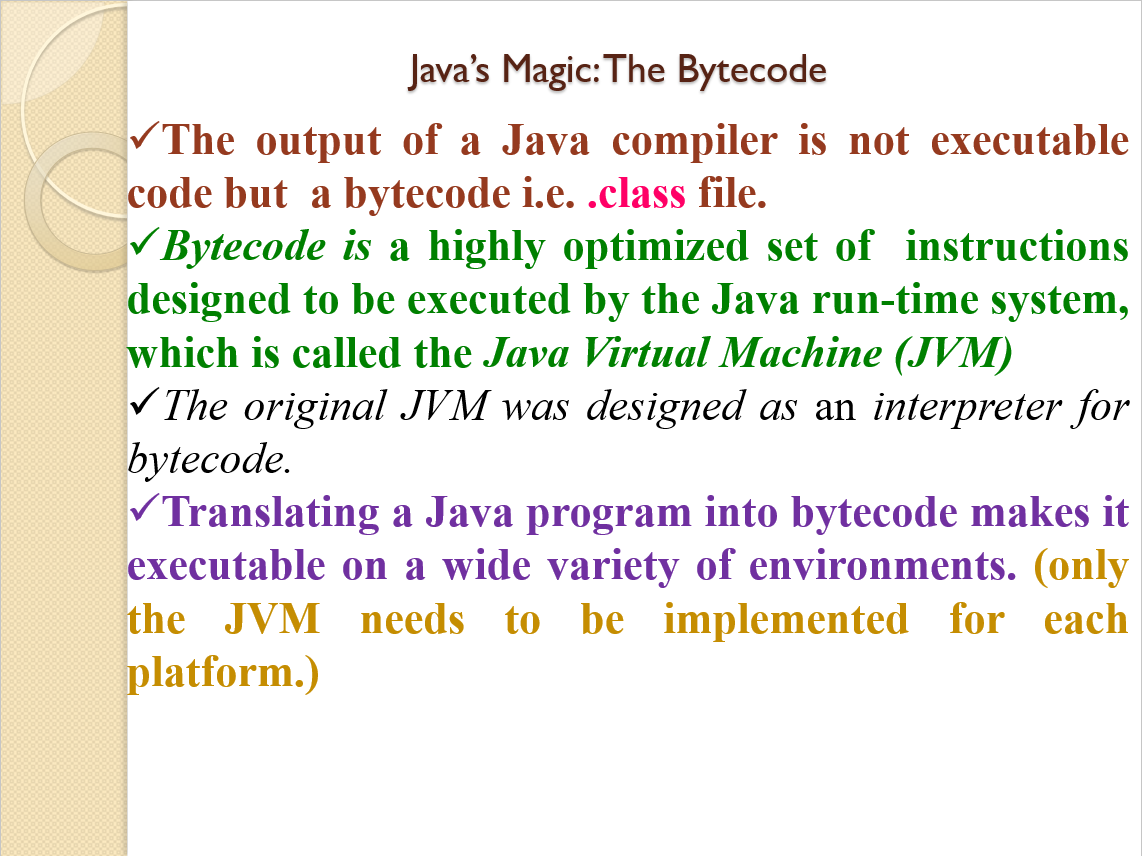 Java’s Magic: The Bytecode
✓The output of a Java compiler is not executable
code but a bytecode i.e. .class file.
✓Bytecode is a highly optimized set of instructions
designed to be executed by the Java run-time system,
which is called the Java Virtual Machine (JVM)
✓The original JVM was designed as an interpreter for
bytecode.
✓Translating a Java program into bytecode makes it
executable on a wide variety of environments. (only
the JVM needs to be implemented for each
platform.)